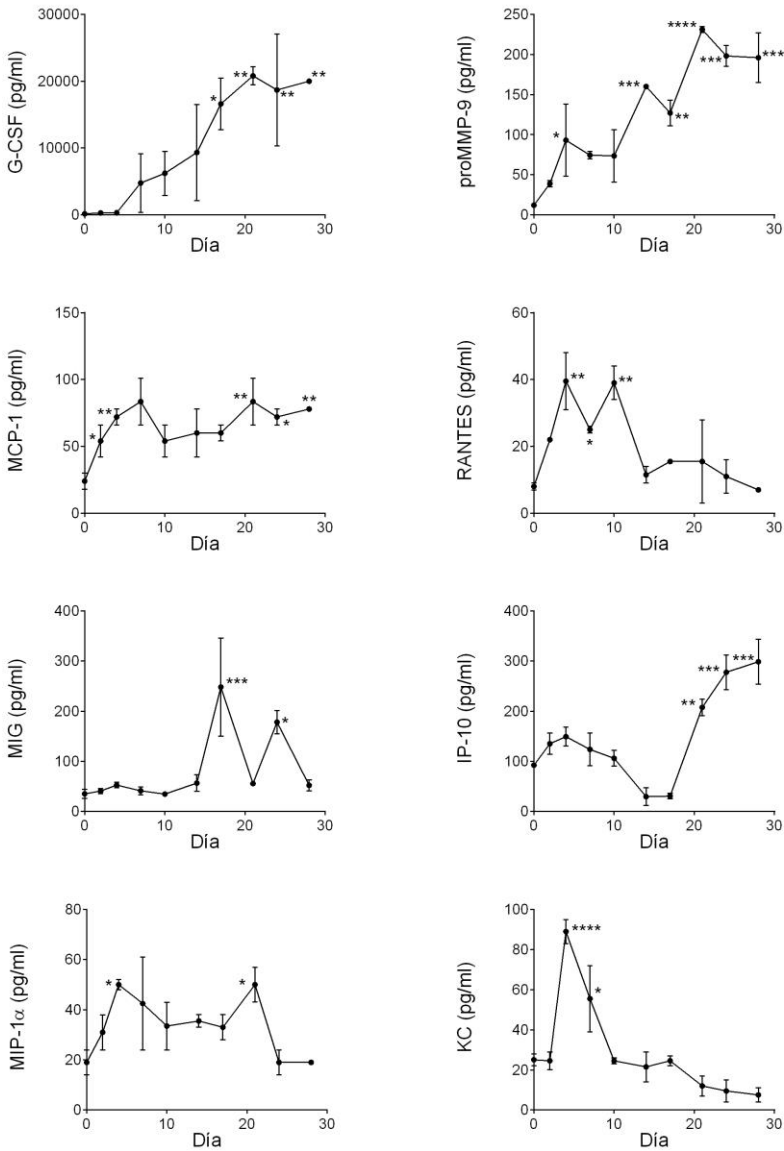 G-CSF (pg/ml)
30000
20000
10000
0
*
**
**
**
0 10 20 30
Día
proMMP-9 (pg/ml)
250
200
150
100
50
0
*
***
**
****
***
***
0 10 20 30
Día
MCP-1 (pg/ml)
150
100
50
0
*
**
**
*
**
0 10 20 30
Día
RANTES (pg/ml)
60
40
20
0
**
*
**
0 10 20 30
Día
MIG (pg/ml)
400
300
200
100
0
***
*
0 10 20 30
Día
IP-10 (pg/ml)
400
300
200
100
0
**
***
***
0 10 20 30
Día
MIP-1α (pg/ml)
80
60
40
20
0
*
*
0 10 20 30
Día
KC (pg/ml)
100
80
60
40
20
0
****
*
0 10 20 30
Día